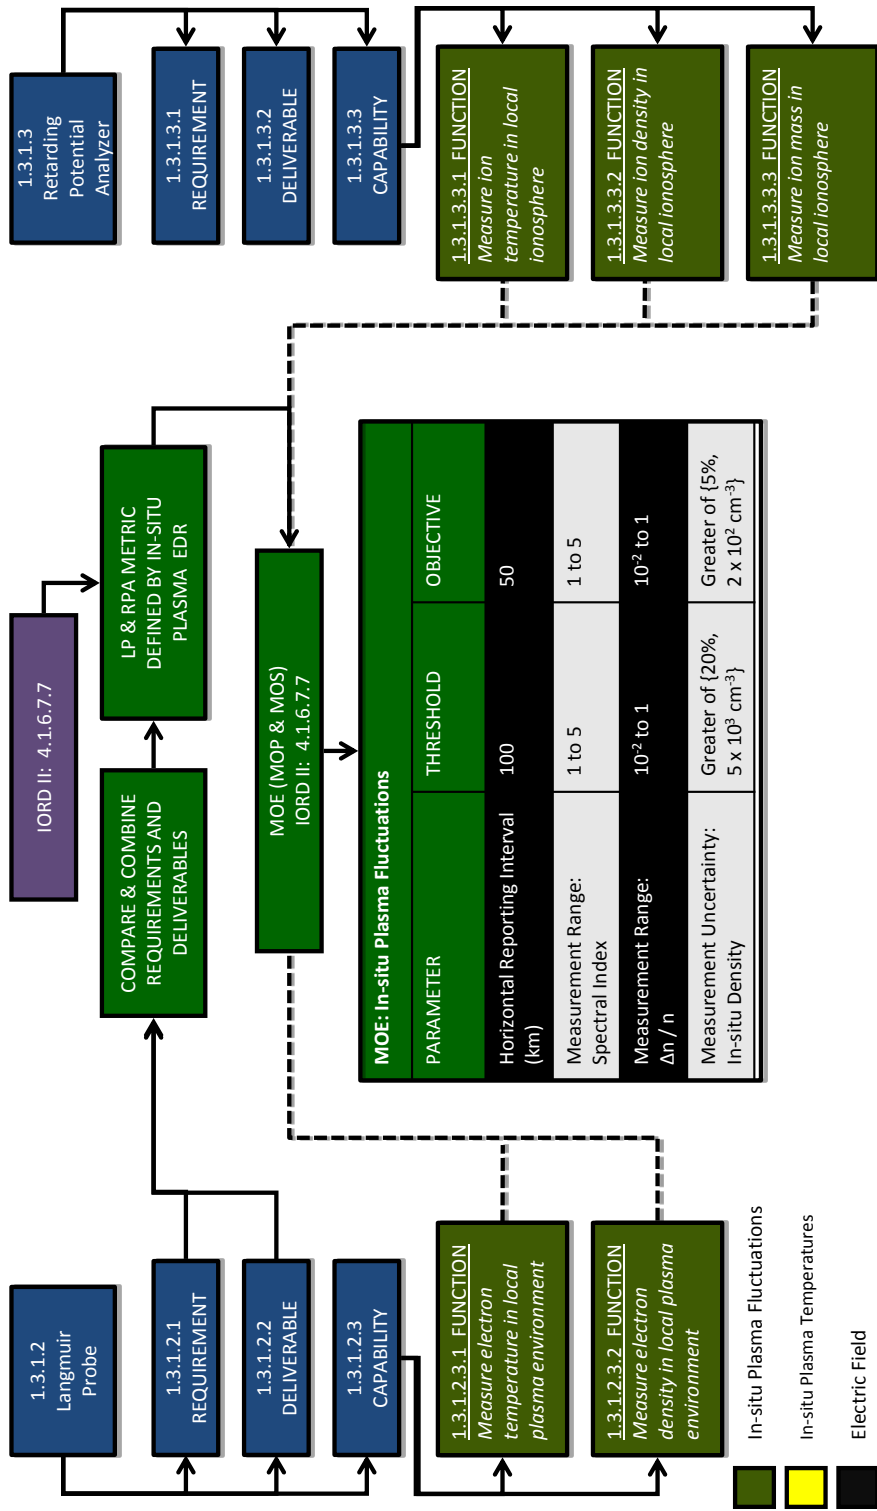 1.3.1.2
Langmuir
Probe
1.3.1.2.1
REQUIREMENT
1.3.1.2.2
DELIVERABLE
1.3.1.2.3
CAPABILITY
1.3.1.2.3.1 FUNCTION
Measure electron
temperature in local
plasma environment
1.3.1.2.3.2 FUNCTION
Measure electron
density in local plasma
environment
IORD II: 4.1.6.7.7
COMPARE & COMBINE
REQUIREMENTS AND
DELIVERABLES
LP & RPA METRIC
DEFINED BY IN-SITU
PLASMA EDR
MOE (MOP & MOS)
IORD II: 4.1.6.7.7
MOE: In-situ Plasma Fluctuations
PARAMETER THRESHOLD OBJECTIVE
Horizontal Reporting Interval
(km) 100 50
Measurement Range:
Spectral Index 1 to 5 1 to 5
Measurement Range:
Δn / n 10⁻² to 1 10⁻² to 1
Measurement Uncertainty:
In-situ Density
Greater of {20%,
5 x 10³ cm⁻³}
Greater of {5%,
2 x 10² cm⁻³}
1.3.1.3
Retarding
Potential
Analyzer
1.3.1.3.1
REQUIREMENT
1.3.1.3.2
DELIVERABLE
1.3.1.3.3
CAPABILITY
1.3.1.3.3.1 FUNCTION
Measure ion
temperature in local
ionosphere
1.3.1.3.3.2 FUNCTION
Measure ion density in
local ionosphere
1.3.1.3.3.3 FUNCTION
Measure ion mass in
local ionosphere
In-situ Plasma Fluctuations
In-situ Plasma Temperatures
Electric Field